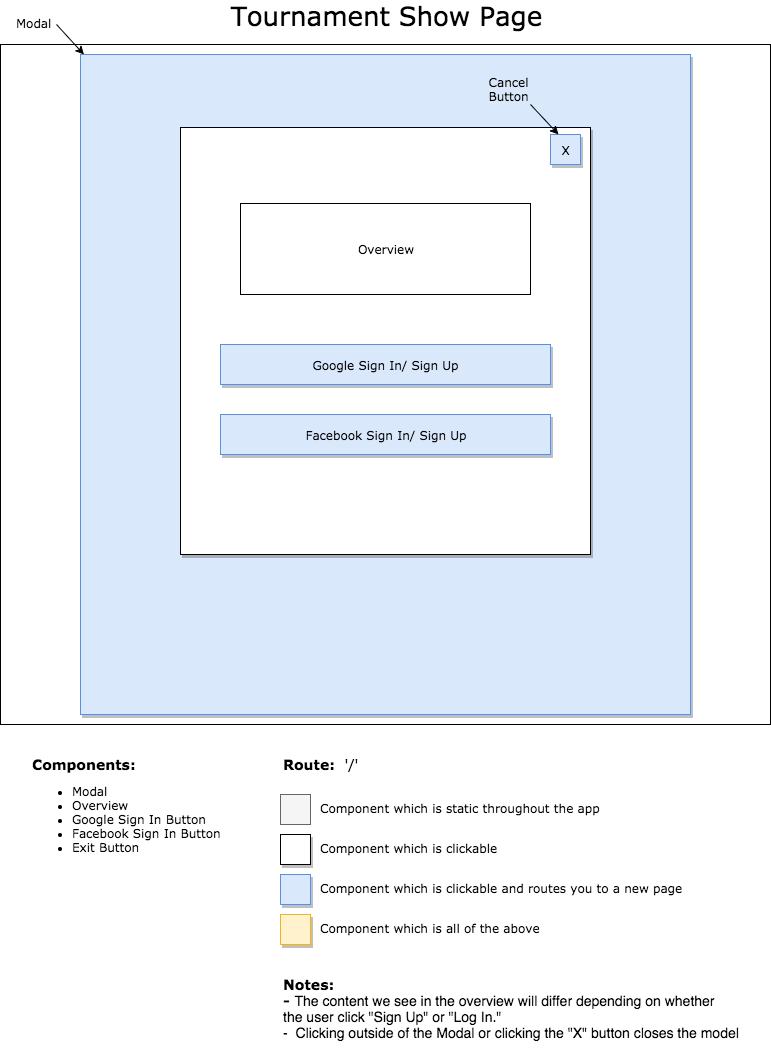 Tournament Show Page
Modal
Cancel
Button
X
Overview
Google Sign In/ Sign Up
Facebook Sign In/ Sign Up
Components:
• Modal
• Overview
• Google Sign In Button
• Facebook Sign In Button
• Exit Button
Route: '/'
Component which is static throughout the app
Component which is clickable
Component which is clickable and routes you to a new page
Component which is all of the above
Notes:
- The content we see in the overview will differ depending on whether
the user click "Sign Up" or "Log In."
- Clicking outside of the Modal or clicking the "X" button closes the model